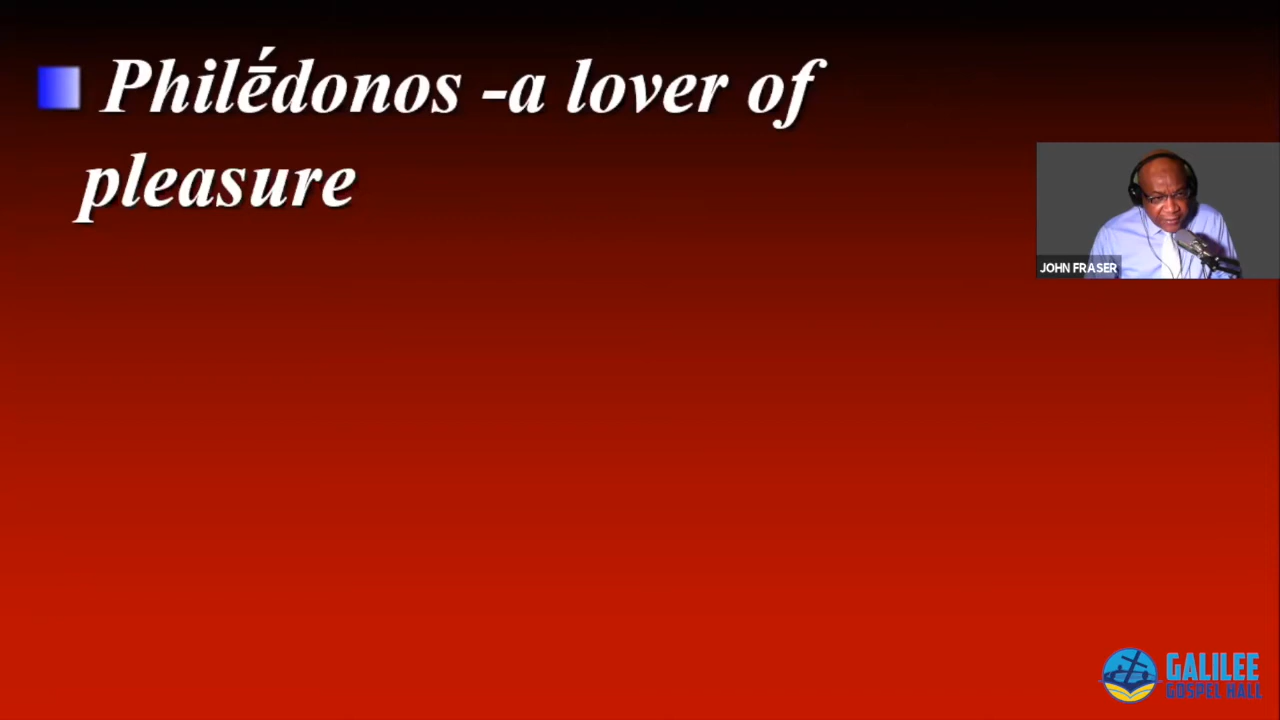 Philḗdonos -a lover of
pleasure
JOHN FRASER
GALILEE
GOSPEL HALL